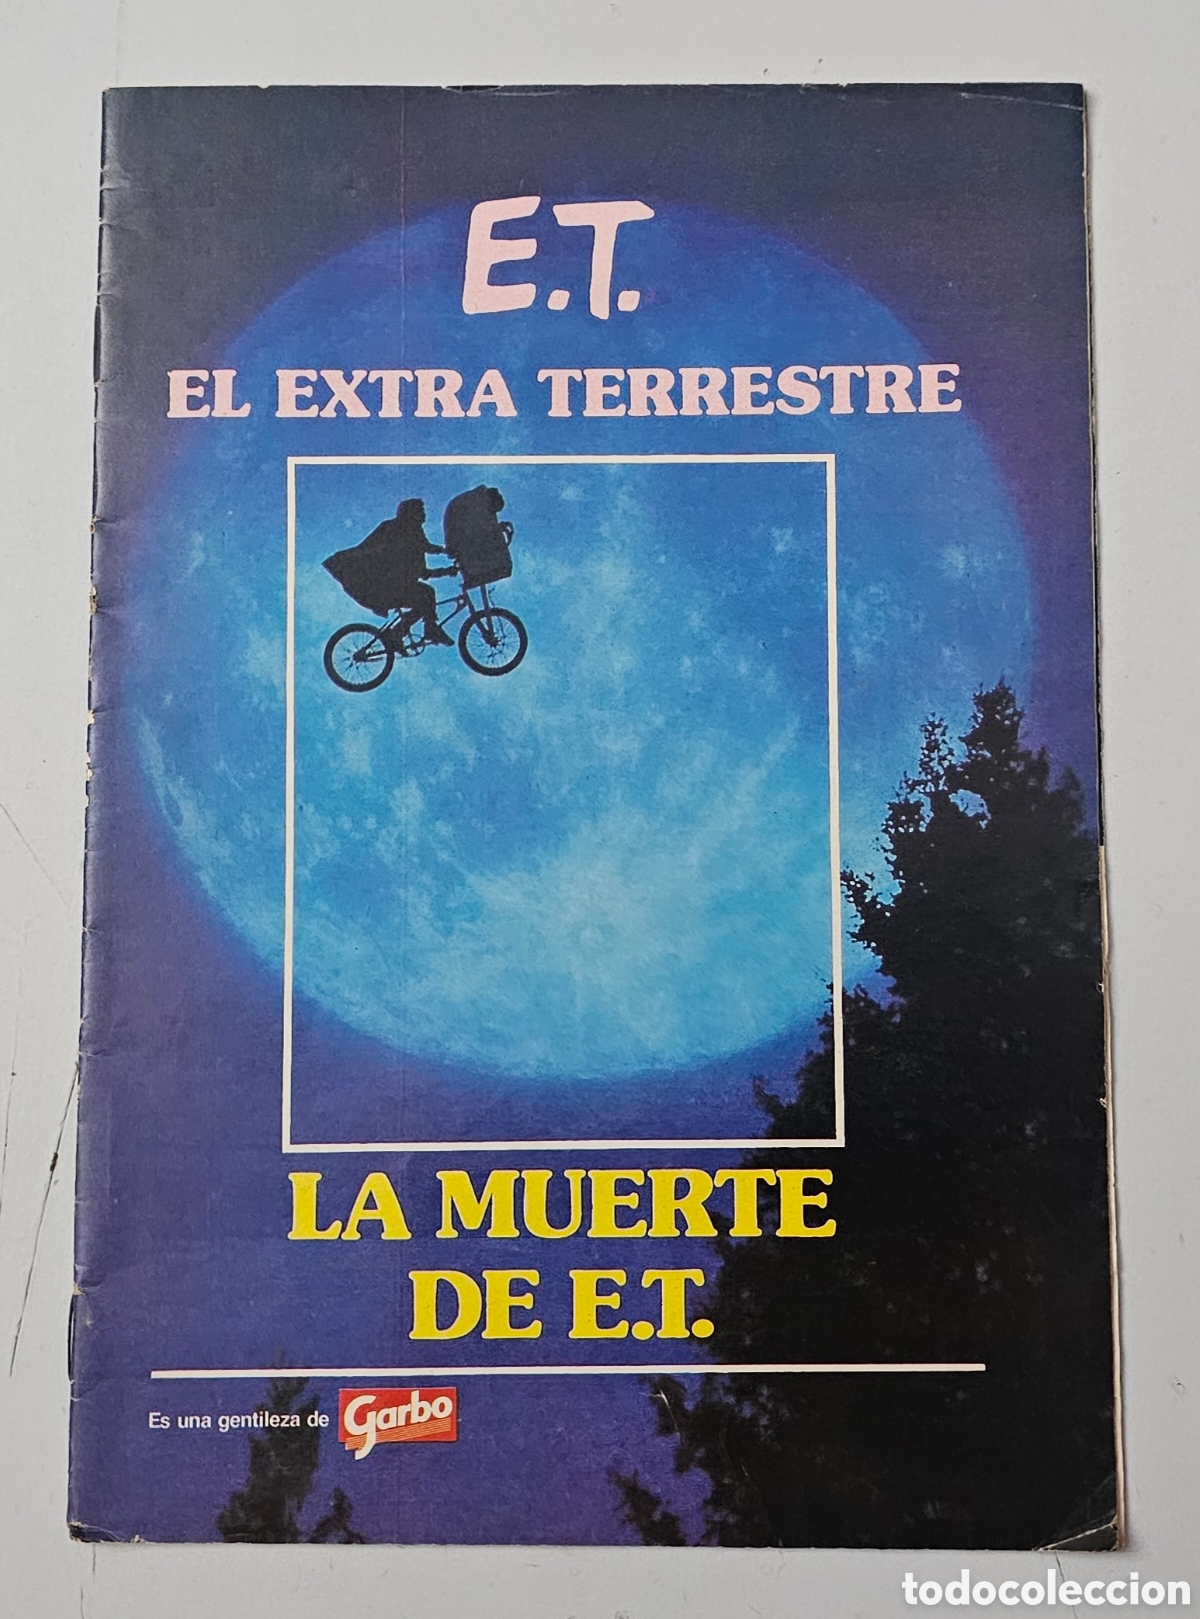 E.T.
EL EXTRA TERRESTRE
LA MUERTE
DE E.T.
Es una gentileza de Garbo
todocoleccion